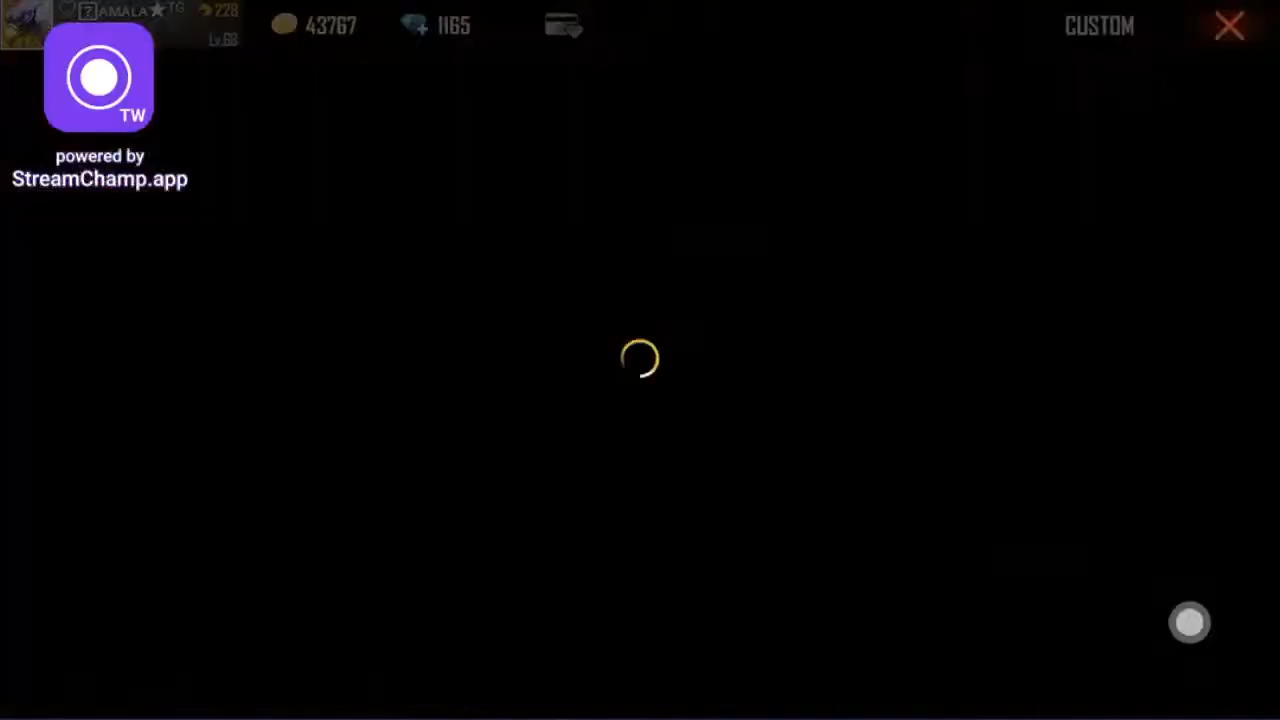 AMALA★TG
228
Lv.68
43767
1165
CUSTOM
TW
powered by
StreamChamp.app